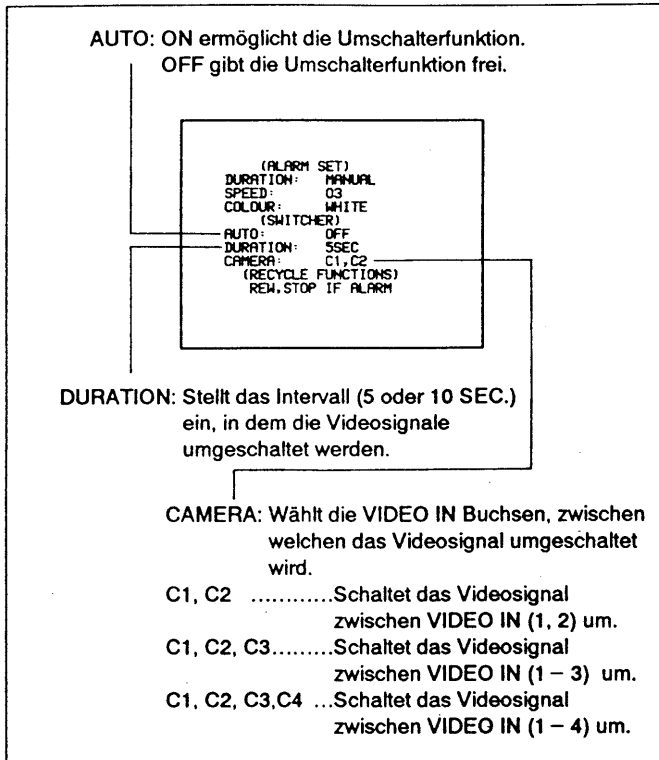 AUTO: ON ermöglicht die Umschalterfunktion.
OFF gibt die Umschalterfunktion frei.
(ALARM SET)
DURATION: MANUAL
SPEED: 03
COLOUR: WHITE
(SWITCHER)
AUTO: OFF
DURATION: 5SEC
CAMERA: C1,C2
(RECYCLE FUNCTIONS)
REW,STOP IF ALARM
DURATION: Stellt das Intervall (5 oder 10 SEC.)
ein, in dem die Videosignale
umgeschaltet werden.
CAMERA: Wählt die VIDEO IN Buchsen, zwischen
welchen das Videosignal umgeschaltet
wird.
C1, C2 ............Schaltet das Videosignal
zwischen VIDEO IN (1, 2) um.
C1, C2, C3.........Schaltet das Videosignal
zwischen VIDEO IN (1 – 3) um.
C1, C2, C3,C4 ...Schaltet das Videosignal
zwischen VIDEO IN (1 – 4) um.